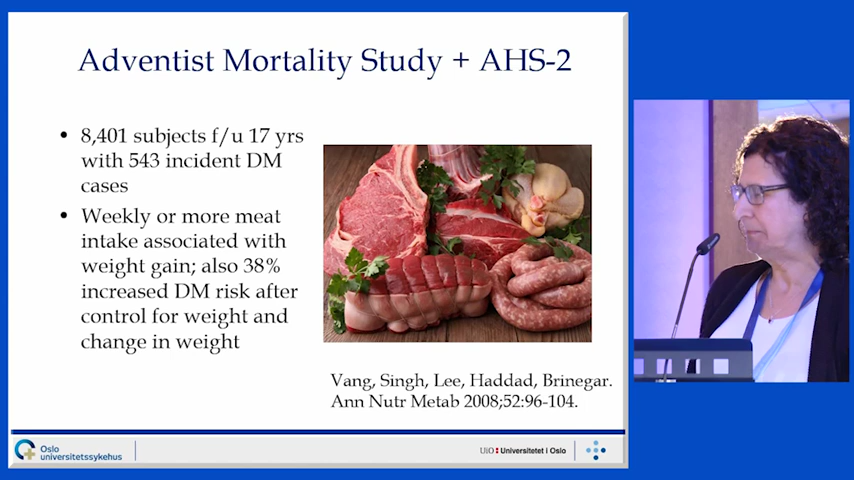 Adventist Mortality Study + AHS-2
• 8,401 subjects f/u 17 yrs
with 543 incident DM
cases
• Weekly or more meat
intake associated with
weight gain; also 38%
increased DM risk after
control for weight and
change in weight
Vang, Singh, Lee, Haddad, Brinegar.
Ann Nutr Metab 2008;52:96-104.
Oslo
universitetssykehus
UiO Universitetet i Oslo